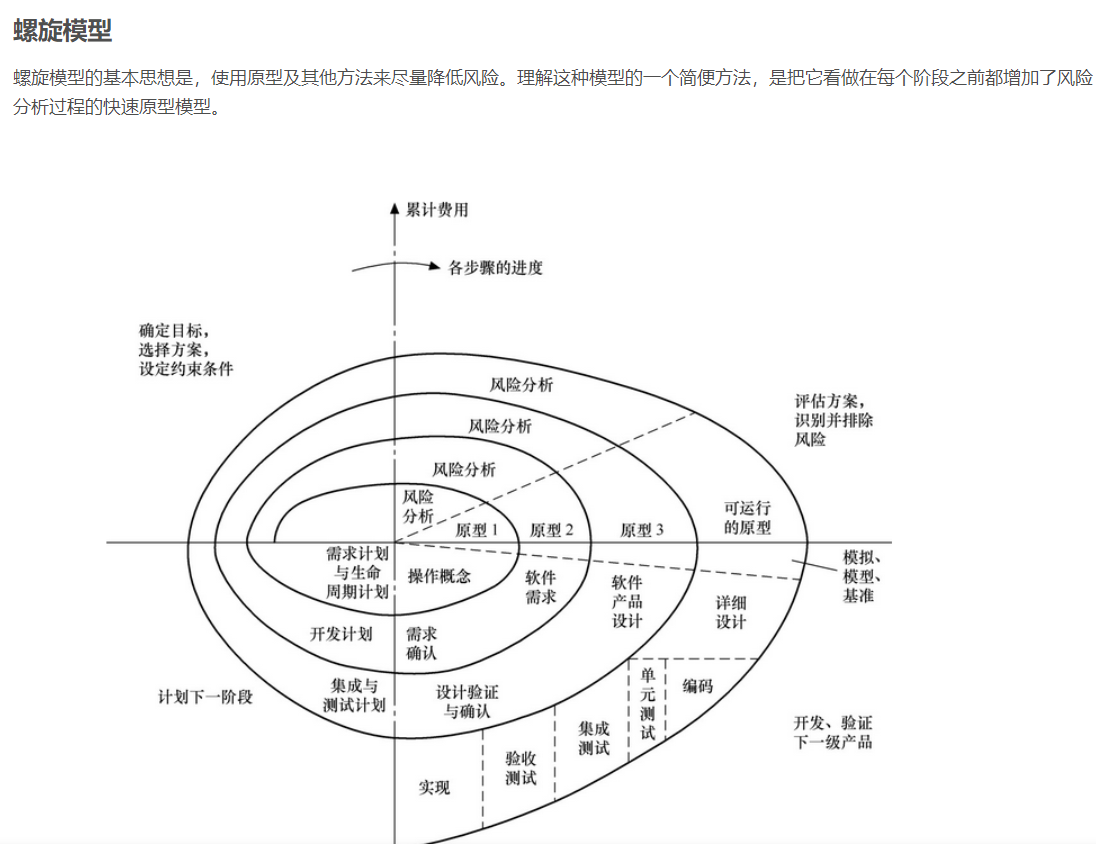 螺旋模型
螺旋模型的基本思想是，使用原型及其他方法来尽量降低风险。理解这种模型的一个简便方法，是把它看做在每个阶段之前都增加了风险
分析过程的快速原型模型。
累计费用
各步骤的进度
确定目标，
选择方案，
设定约束条件
风险分析
评估方案，
识别并排除
风险
风险分析
风险分析
风险
分析
可运行
的原型
原型 1
原型 2
原型 3
需求计划
与生命
周期计划
操作概念
软件
需求
软件
产品
设计
模拟、
模型、
基准
详细
设计
开发计划
需求
确认
计划下一阶段
集成与
测试计划
设计验证
与确认
单
元
测
试
编码
集成
测试
开发、验证
下一级产品
验收
测试
实现